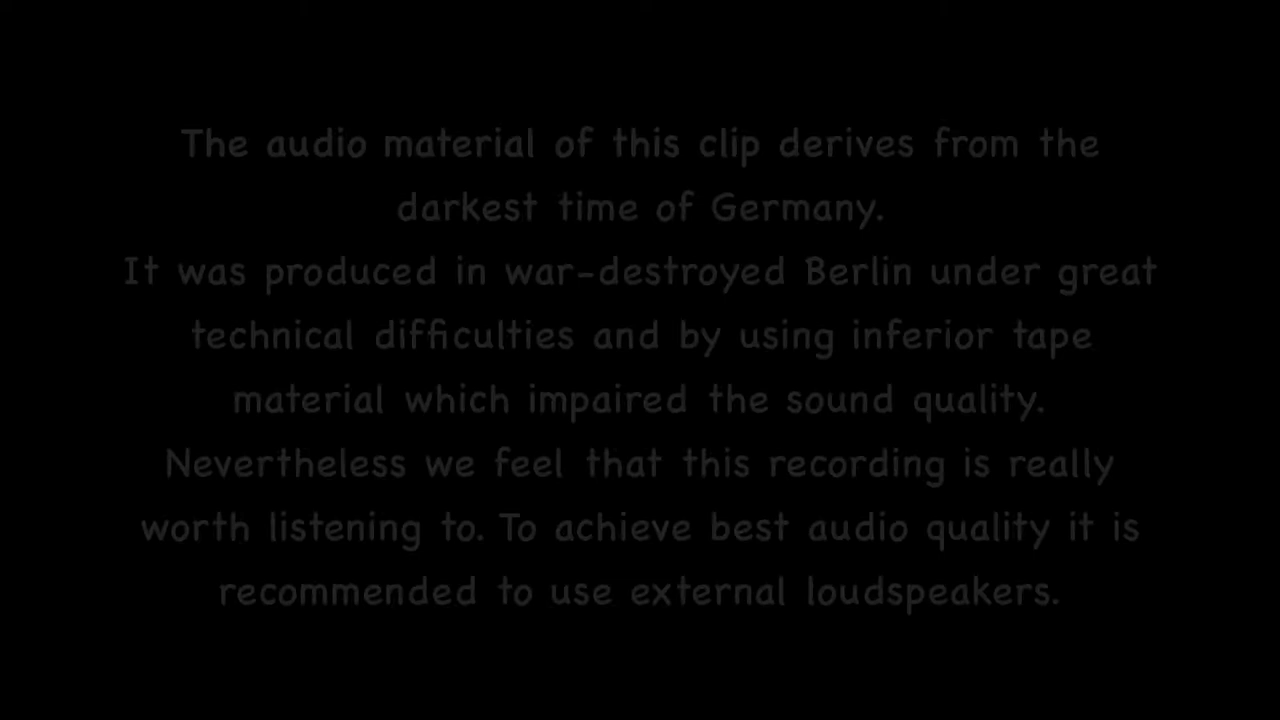 The audio material of this clip derives from the
darkest time of Germany.
It was produced in war-destroyed Berlin under great
technical difficulties and by using inferior tape
material which impaired the sound quality.
Nevertheless we feel that this recording is really
worth listening to. To achieve best audio quality it is
recommended to use external loudspeakers.